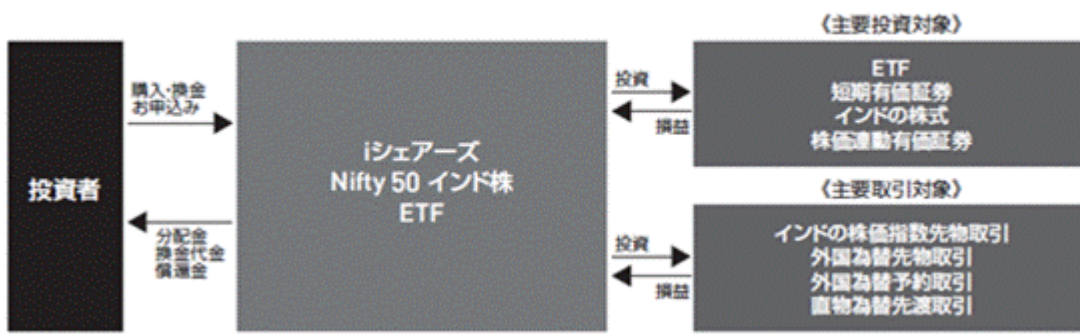 投資者
購入・換金
お申込み
分配金
換金代金
償還金
iシェアーズ
Nifty 50 インド株
ETF
投資
損益
《主要投資対象》
ETF
短期有価証券
インドの株式
株価連動有価証券
投資
損益
《主要取引対象》
インドの株価指数先物取引
外国為替先物取引
外国為替予約取引
直物為替先渡取引